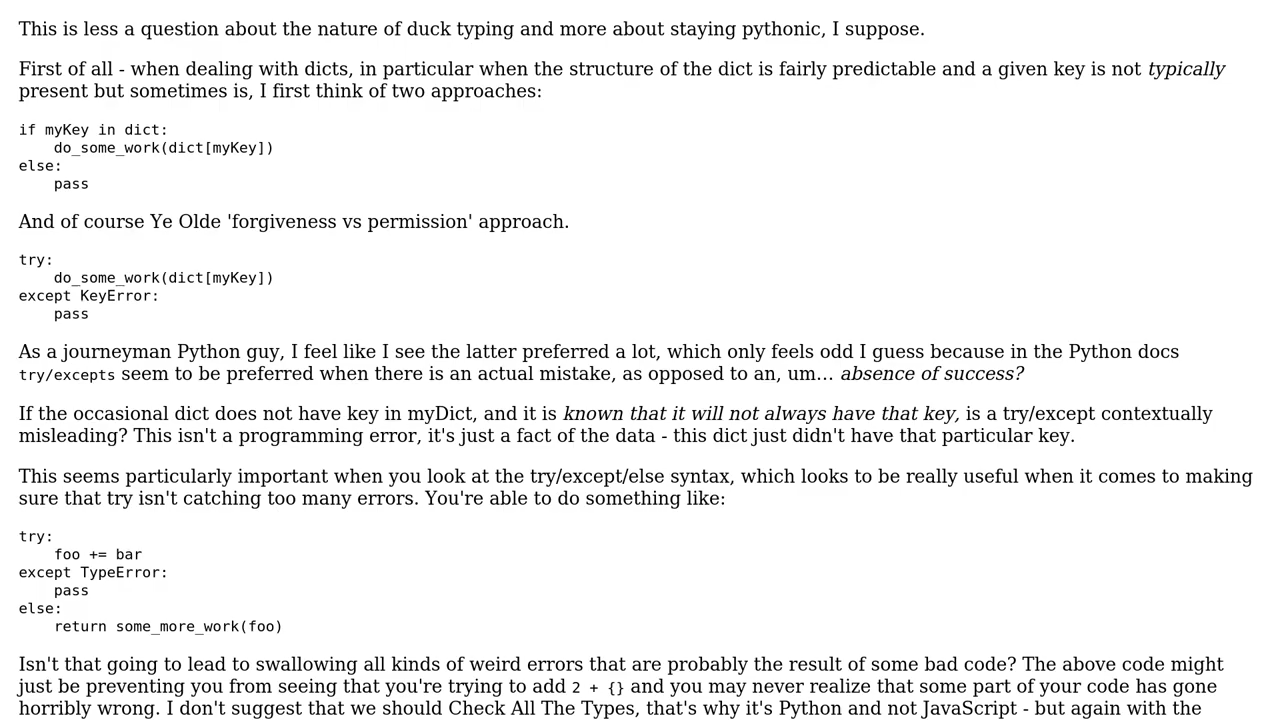 This is less a question about the nature of duck typing and more about staying pythonic, I suppose.
First of all - when dealing with dicts, in particular when the structure of the dict is fairly predictable and a given key is not typically
present but sometimes is, I first think of two approaches:
if myKey in dict:
    do_some_work(dict[myKey])
else:
    pass
And of course Ye Olde 'forgiveness vs permission' approach.
try:
    do_some_work(dict[myKey])
except KeyError:
    pass
As a journeyman Python guy, I feel like I see the latter preferred a lot, which only feels odd I guess because in the Python docs
try/excepts seem to be preferred when there is an actual mistake, as opposed to an, um... absence of success?
If the occasional dict does not have key in myDict, and it is known that it will not always have that key, is a try/except contextually
misleading? This isn't a programming error, it's just a fact of the data - this dict just didn't have that particular key.
This seems particularly important when you look at the try/except/else syntax, which looks to be really useful when it comes to making
sure that try isn't catching too many errors. You're able to do something like:
try:
    foo += bar
except TypeError:
    pass
else:
    return some_more_work(foo)
Isn't that going to lead to swallowing all kinds of weird errors that are probably the result of some bad code? The above code might
just be preventing you from seeing that you're trying to add 2 + {} and you may never realize that some part of your code has gone
horribly wrong. I don't suggest that we should Check All The Types, that's why it's Python and not JavaScript - but again with the